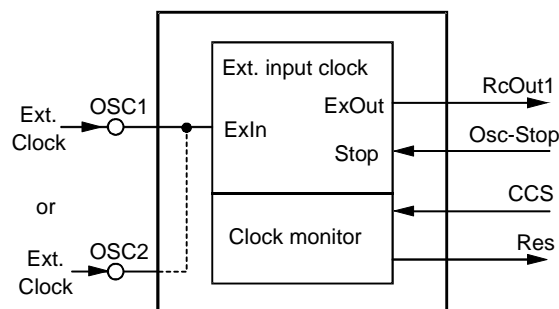 Ext. input clock
RcOut1
OSC1
ExOut
Ext.
Clock
ExIn
Osc-Stop
Stop
CCS
or
Clock monitor
Res
OSC2
Ext.
Clock